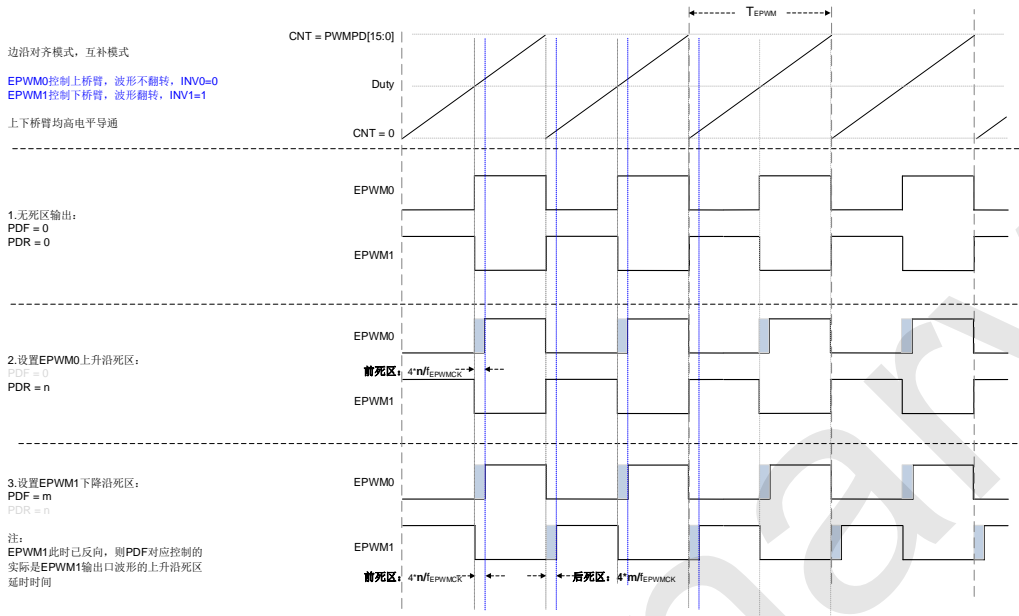 T_EPWM
CNT = PWMPD[15:0]
边沿对齐模式，互补模式
EPWM0控制上桥臂，波形不翻转，INV0=0
Duty
EPWM1控制下桥臂，波形翻转，INV1=1
上下桥臂均高电平导通
CNT = 0
EPWM0
1.无死区输出：
PDF = 0
PDR = 0
EPWM1
EPWM0
2.设置EPWM0上升沿死区：
PDF = 0
前死区：4*n/f_EPWMCK
PDR = n
EPWM1
3.设置EPWM1下降沿死区：
EPWM0
PDF = m
PDR = n
注：
EPWM1此时已反向，则PDF对应控制的
EPWM1
实际是EPWM1输出口波形的上升沿死区
延时时间
前死区：4*n/f_EPWMCK
后死区：4*m/f_EPWMCK